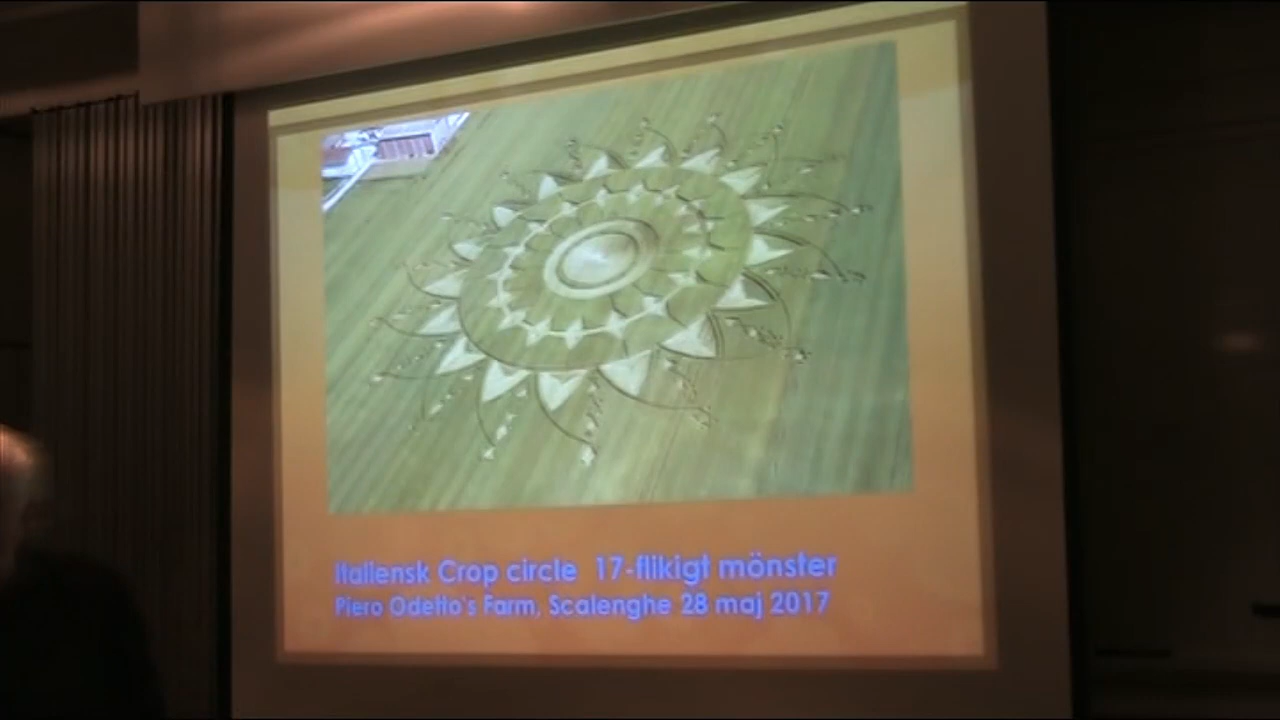 Italiensk Crop circle 17-flikigt mönster
Piero Odetto's Farm, Scalenghe 28 maj 2017